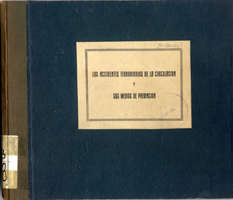 LOS ACCIDENTES FERROVIARIOS DE LA CIRCULACION
Y
SUS MEDIOS DE PREVENCION